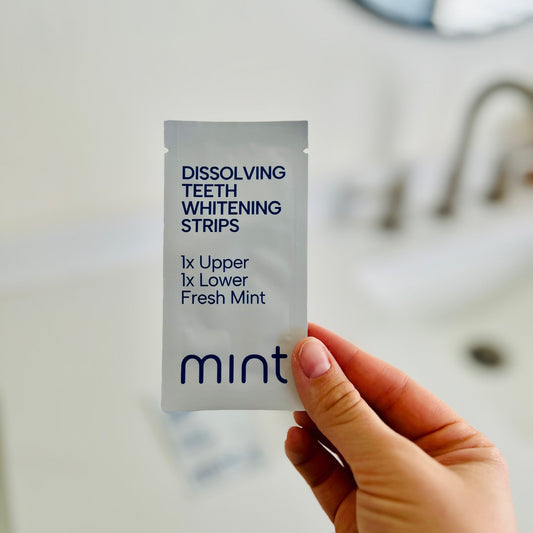 DISSOLVING
TEETH
WHITENING
STRIPS
1x Upper
1x Lower
Fresh Mint
mint